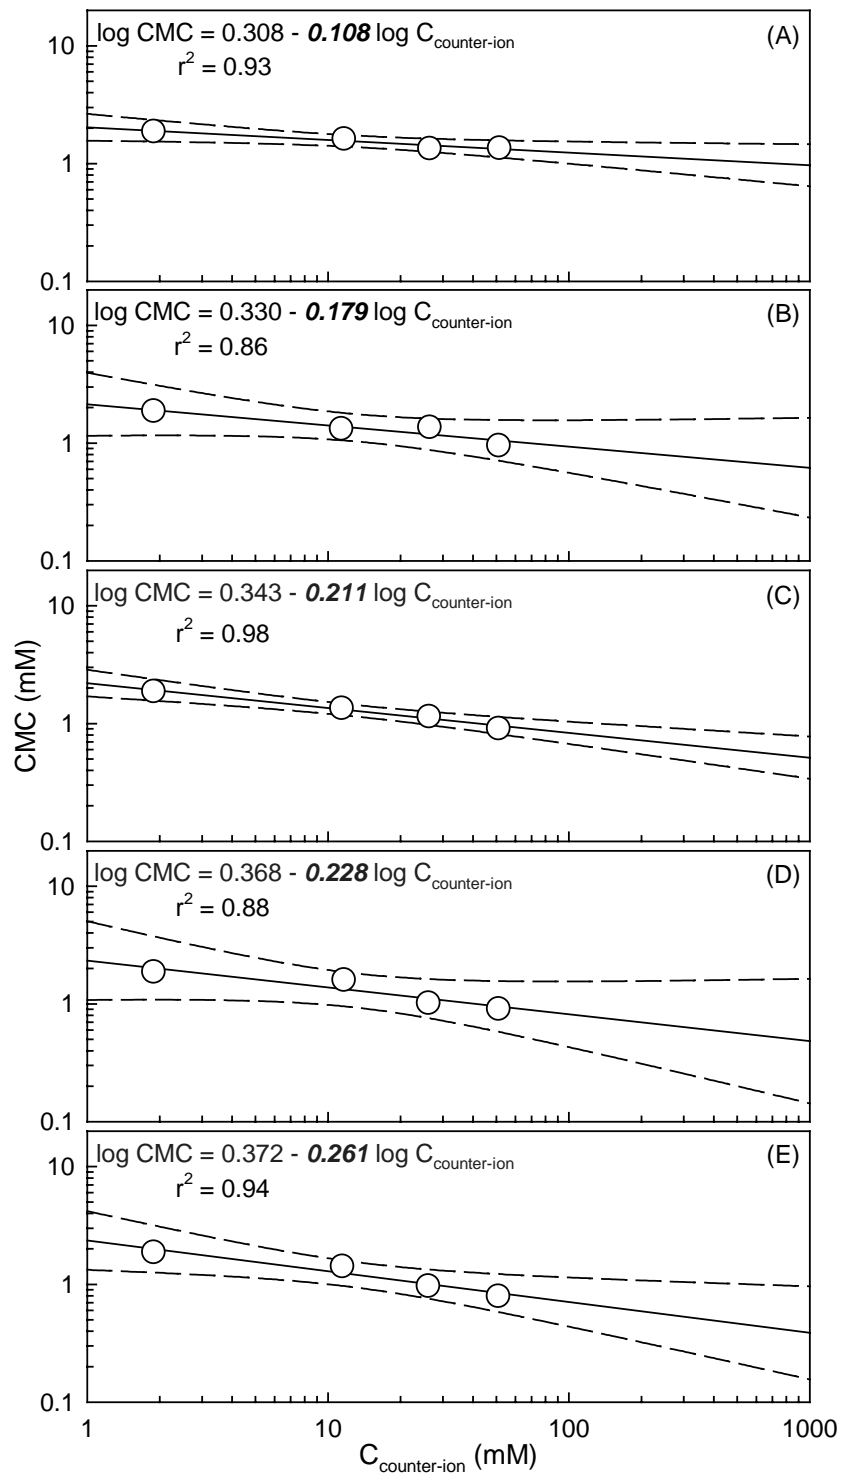 log CMC = 0.308 - 0.108 log C_counter-ion (A)
r² = 0.93
10
1
0.1
log CMC = 0.330 - 0.179 log C_counter-ion (B)
r² = 0.86
10
1
0.1
log CMC = 0.343 - 0.211 log C_counter-ion (C)
r² = 0.98
10
1
0.1
CMC (mM)
log CMC = 0.368 - 0.228 log C_counter-ion (D)
r² = 0.88
10
1
0.1
log CMC = 0.372 - 0.261 log C_counter-ion (E)
r² = 0.94
10
1
0.1
1 10 100 1000
C_counter-ion (mM)